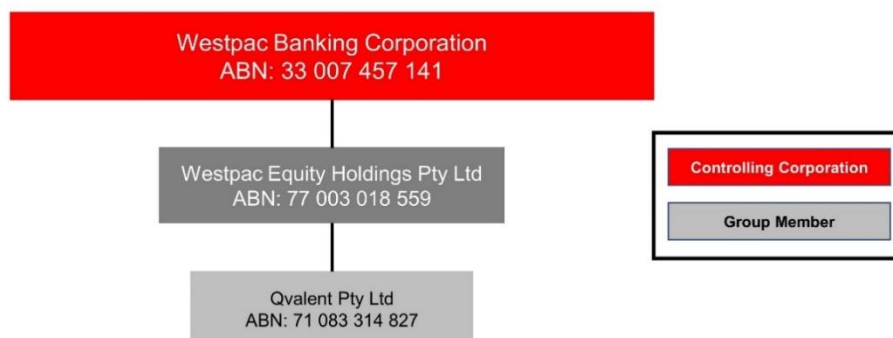 Westpac Banking Corporation
ABN: 33 007 457 141
Westpac Equity Holdings Pty Ltd
ABN: 77 003 018 559
Controlling Corporation
Group Member
Qvalent Pty Ltd
ABN: 71 083 314 827